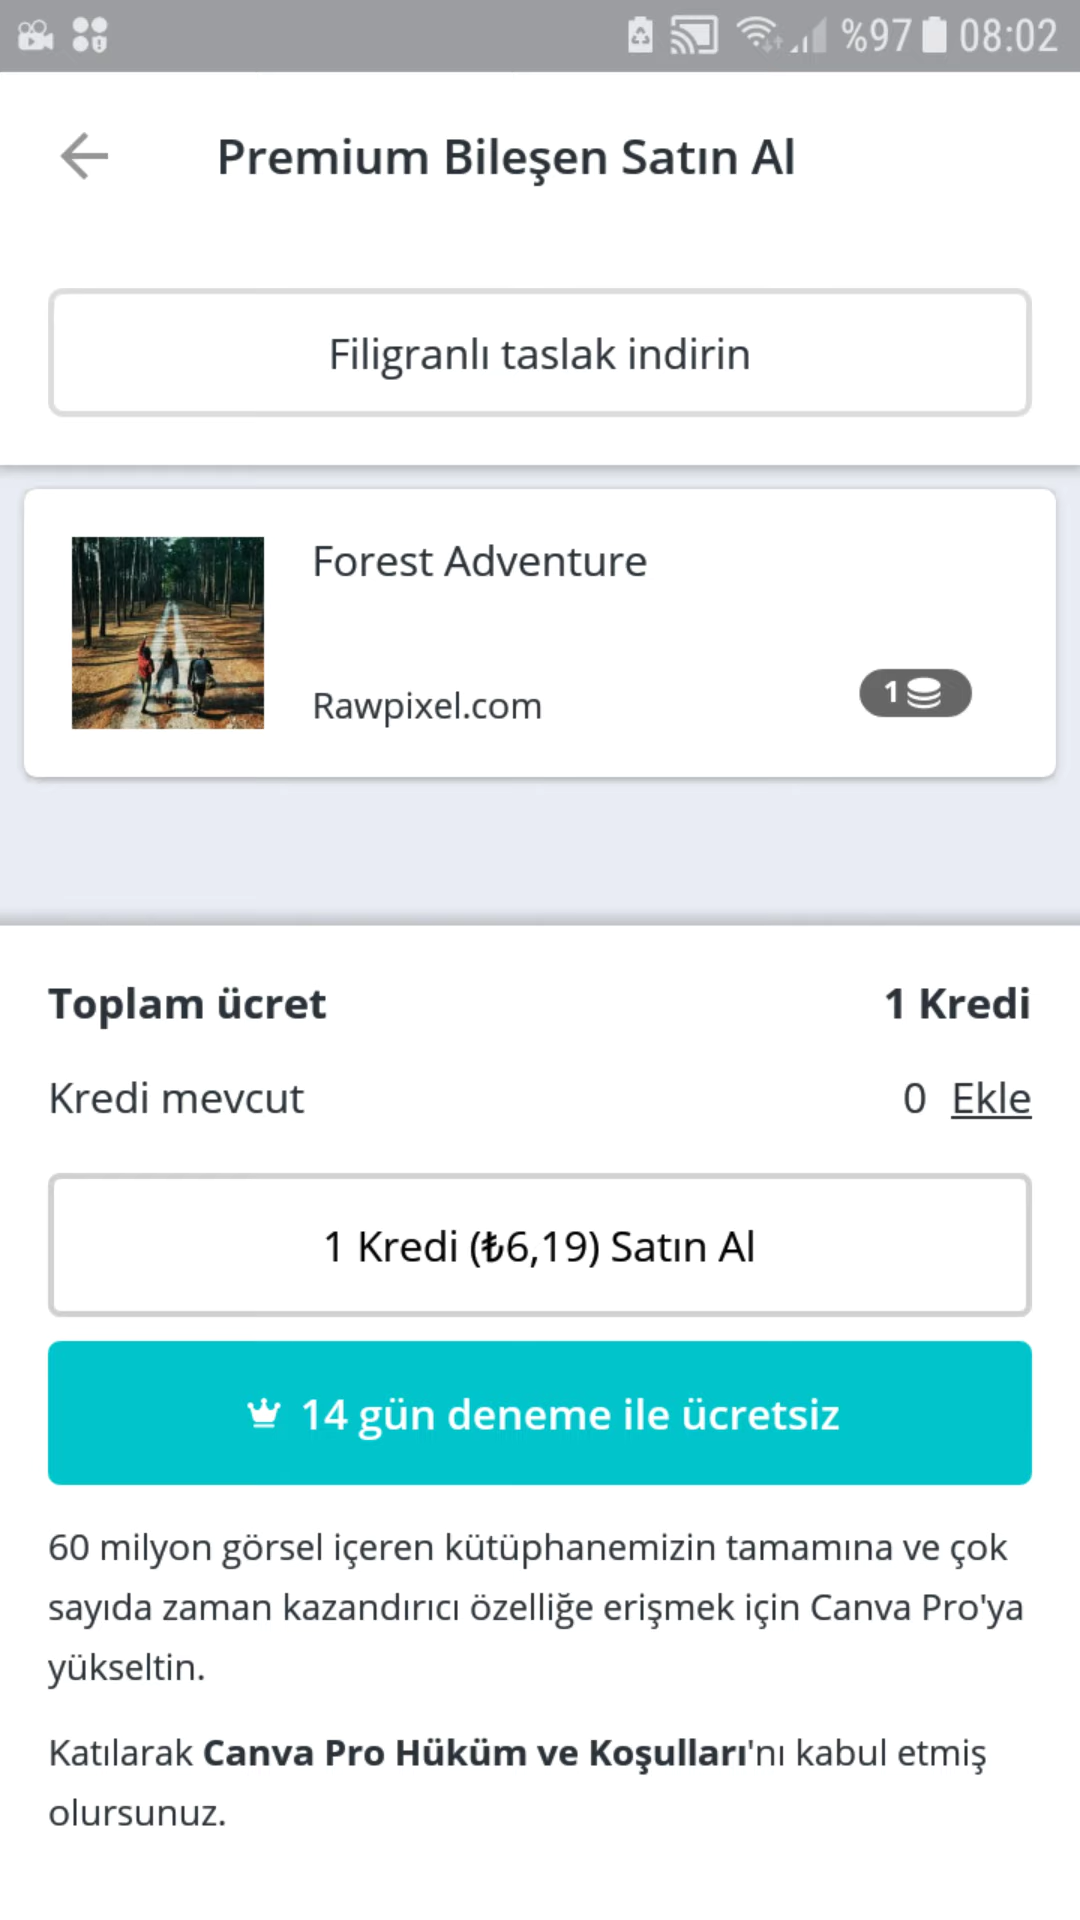 %97 08:02
Premium Bileşen Satın Al
Filigranlı taslak indirin
Forest Adventure
Rawpixel.com
1
Toplam ücret 1 Kredi
Kredi mevcut 0 Ekle
1 Kredi (₺6,19) Satın Al
14 gün deneme ile ücretsiz
60 milyon görsel içeren kütüphanemizin tamamına ve çok
sayıda zaman kazandırıcı özelliğe erişmek için Canva Pro'ya
yükseltin.
Katılarak Canva Pro Hüküm ve Koşulları'nı kabul etmiş
olursunuz.